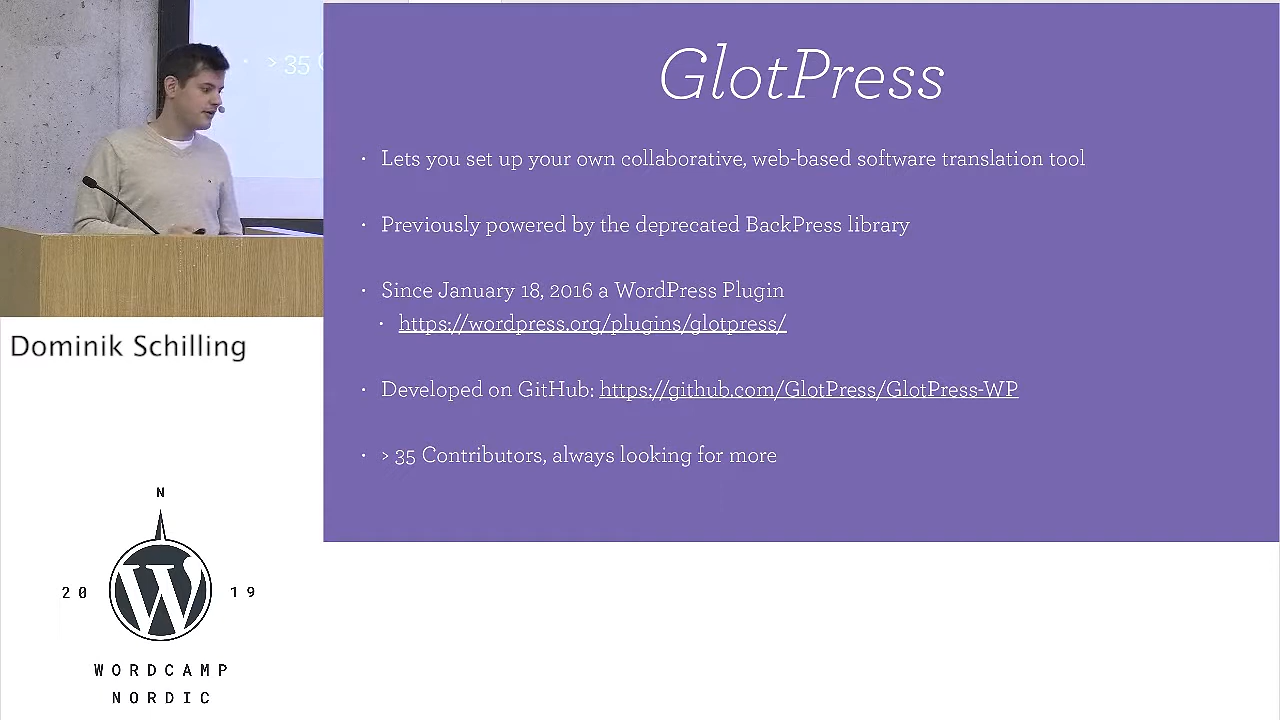 > 35 C
GlotPress
• Lets you set up your own collaborative, web-based software translation tool
• Previously powered by the deprecated BackPress library
• Since January 18, 2016 a WordPress Plugin
• https://wordpress.org/plugins/glotpress/
• Developed on GitHub: https://github.com/GlotPress/GlotPress-WP
• > 35 Contributors, always looking for more
Dominik Schilling
N
20 19
W
WORDCAMP
NORDIC